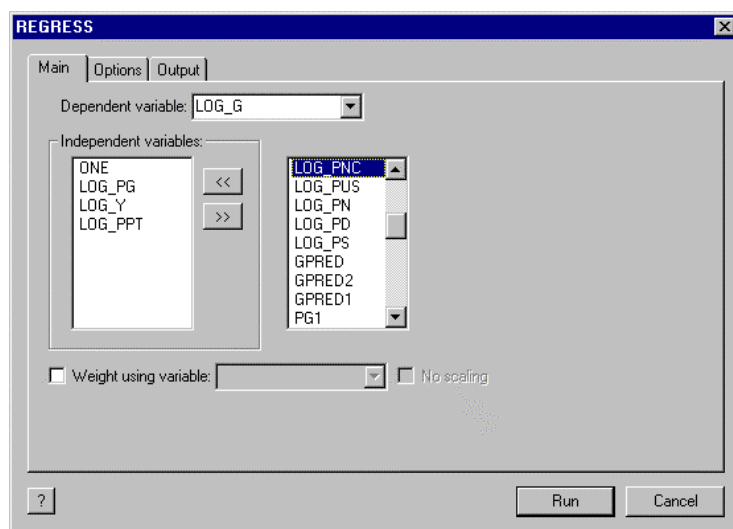 REGRESS
Main
Options
Output
Dependent variable: LOG_G
Independent variables:
ONE
LOG_PG
LOG_Y
LOG_PPT
<<
>>
LOG_PNC
LOG_PUS
LOG_PN
LOG_PD
LOG_PS
GPRED
GPRED2
GPRED1
PG1
Weight using variable:
No scaling
?
Run
Cancel